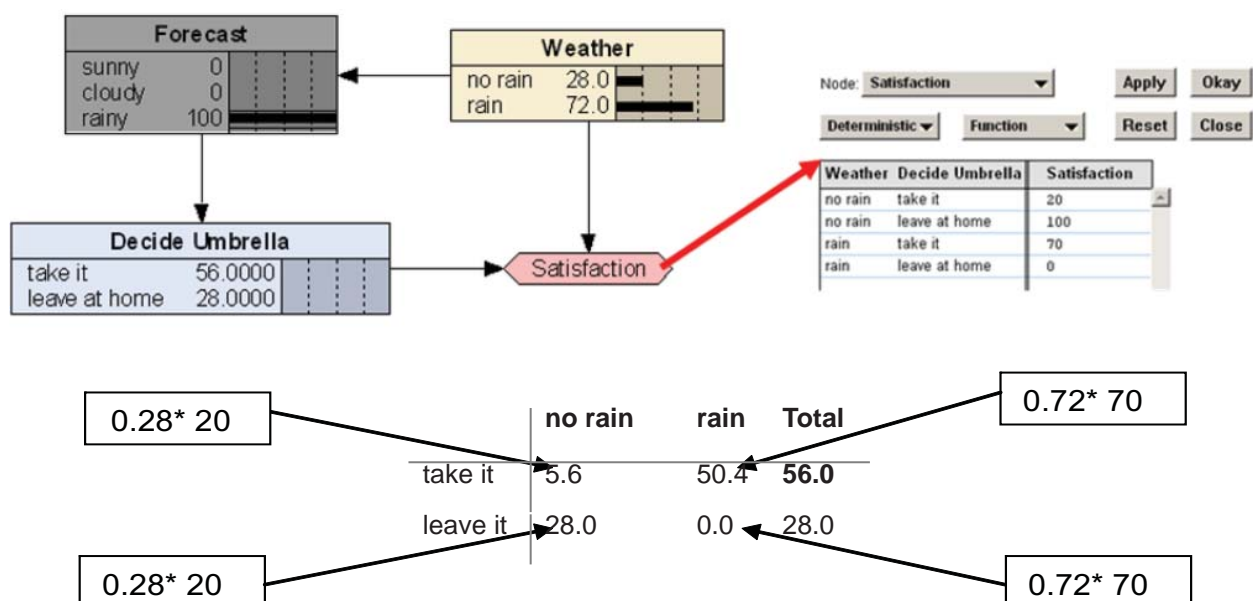 Forecast
sunny 0
cloudy 0
rainy 100
Weather
no rain 28.0
rain 72.0
Decide Umbrella
take it 56.0000
leave at home 28.0000
Satisfaction
Node: Satisfaction Apply Okay
Deterministic Function Reset Close
Weather Decide Umbrella Satisfaction
no rain take it 20
no rain leave at home 100
rain take it 70
rain leave at home 0
0.28* 20
0.72* 70
no rain rain Total
take it 5.6 50.4 56.0
leave it 28.0 0.0 28.0
0.28* 20
0.72* 70